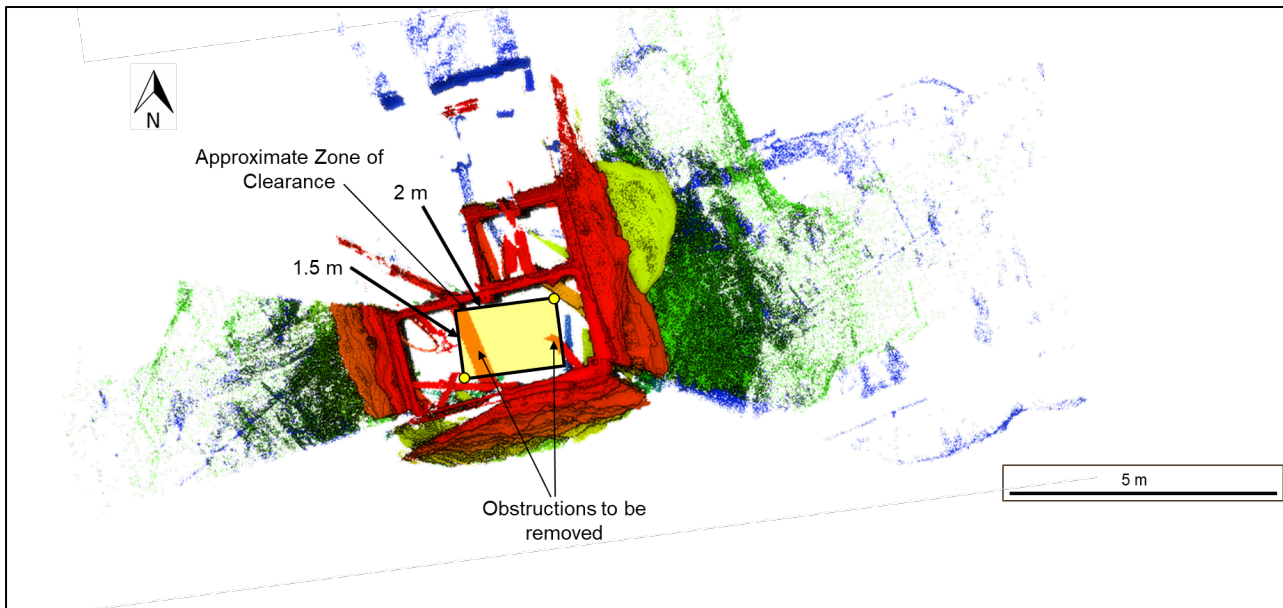 N
Approximate Zone of
Clearance
2 m
1.5 m
5 m
Obstructions to be
removed